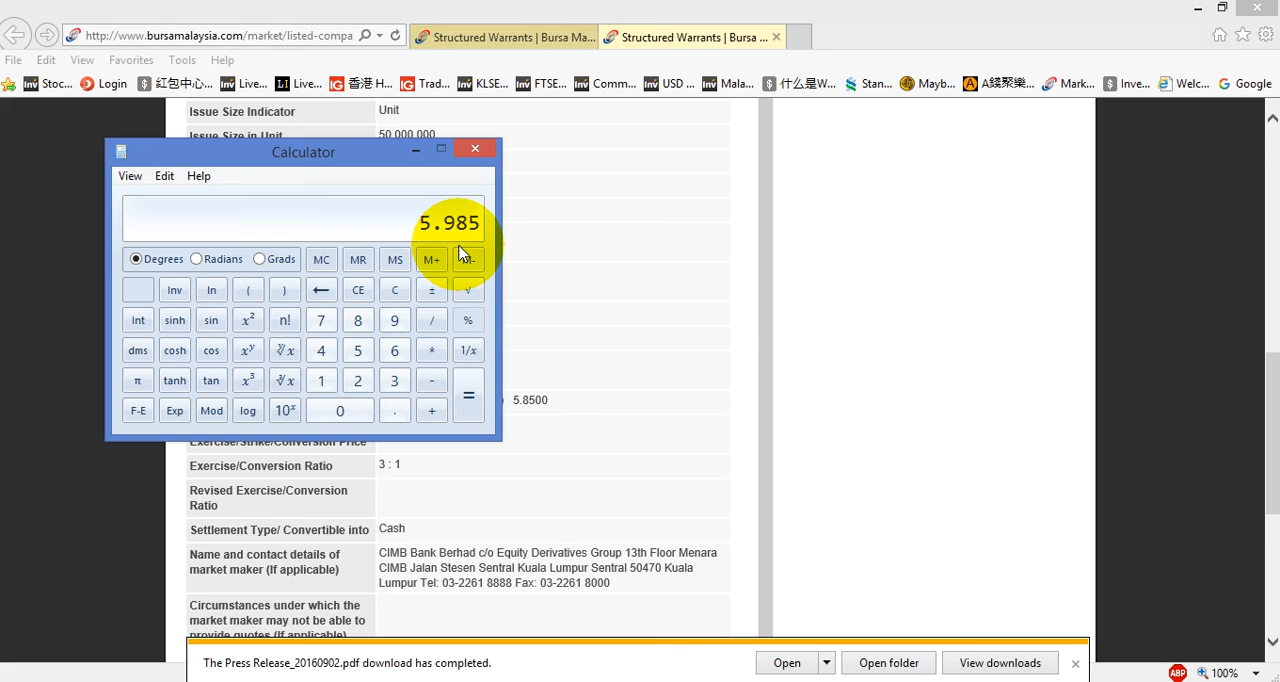 http://www.bursamalaysia.com/market/listed-compa
Structured Warrants | Bursa Ma...
Structured Warrants | Bursa ...
File Edit View Favorites Tools Help
Stoc... Login 红包中心... Live... Live... 香港 H... Trad... KLSE... FTSE... Comm... USD ... Mala... 什么是W... Stan... Mayb... A錢聚樂... Mark... Inve... Welc... Google
Issue Size Indicator Unit
Issue Size in Unit 50,000,000
Calculator
View Edit Help
5.985
Degrees Radians Grads MC MR MS M+ M-
Inv ln ( ) ← CE C ± √
Int sinh sin x² n! 7 8 9 / %
dms cosh cos xʸ ʸ√x 4 5 6 * 1/x
π tanh tan x³ ³√x 1 2 3 - =
F-E Exp Mod log 10ˣ 0 . +
) 5.8500
Exercise/Strike/Conversion Price
Exercise/Conversion Ratio 3 : 1
Revised Exercise/Conversion
Ratio
Settlement Type/ Convertible into Cash
Name and contact details of
market maker (If applicable)
CIMB Bank Berhad c/o Equity Derivatives Group 13th Floor Menara
CIMB Jalan Stesen Sentral Kuala Lumpur Sentral 50470 Kuala
Lumpur Tel: 03-2261 8888 Fax: 03-2261 8000
Circumstances under which the
market maker may not be able to
provide quotes (If applicable)
The Press Release_20160902.pdf download has completed.
Open Open folder View downloads
ABP 100%